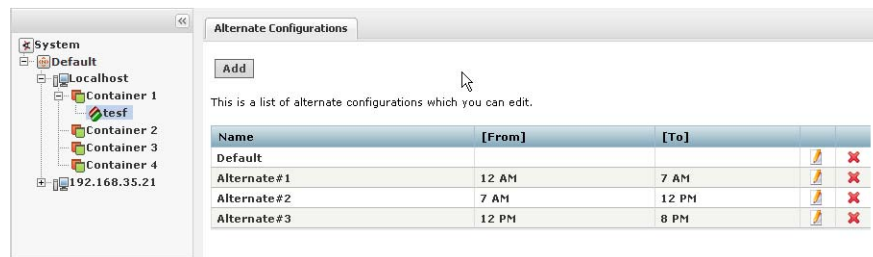 System
Default
Localhost
Container 1
tesf
Container 2
Container 3
Container 4
192.168.35.21
Alternate Configurations
Add
This is a list of alternate configurations which you can edit.
Name [From] [To]
Default
Alternate#1 12 AM 7 AM
Alternate#2 7 AM 12 PM
Alternate#3 12 PM 8 PM